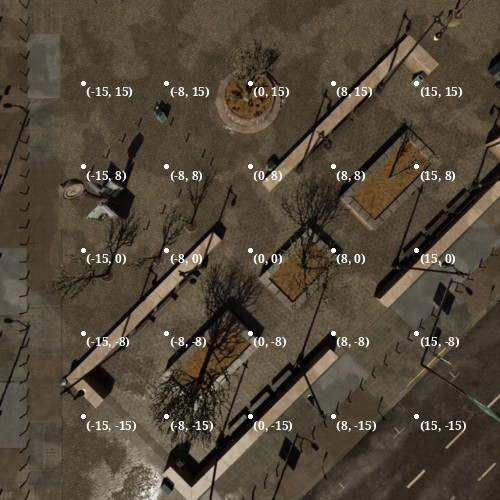 (-15, 15) (-8, 15) (0, 15) (8, 15) (15, 15)
(-15, 8) (-8, 8) (0, 8) (8, 8) (15, 8)
(-15, 0) (-8, 0) (0, 0) (8, 0) (15, 0)
(-15, -8) (-8, -8) (0, -8) (8, -8) (15, -8)
(-15, -15) (-8, -15) (0, -15) (8, -15) (15, -15)